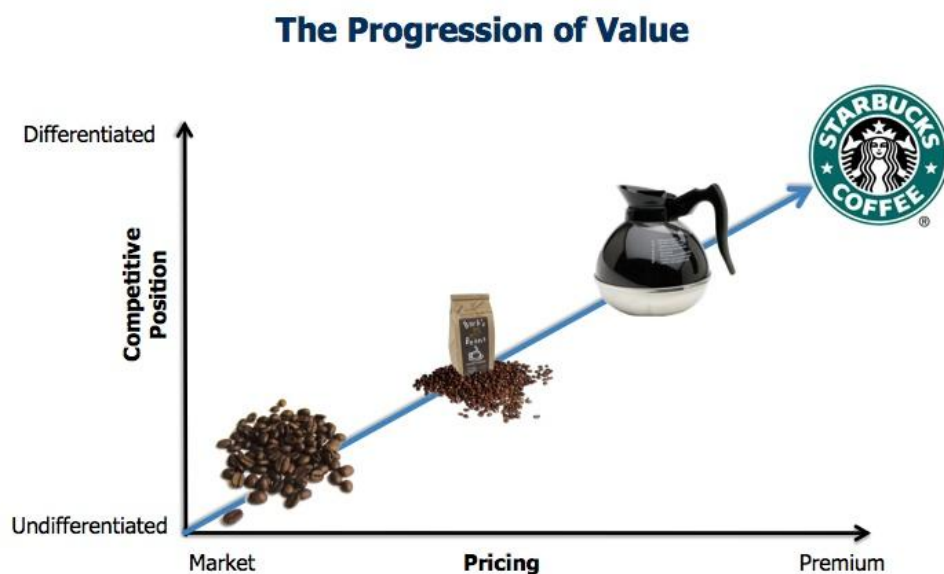 The Progression of Value
Differentiated
STARBUCKS
COFFEE
®
Competitive
Position
Undifferentiated
Market
Pricing
Premium